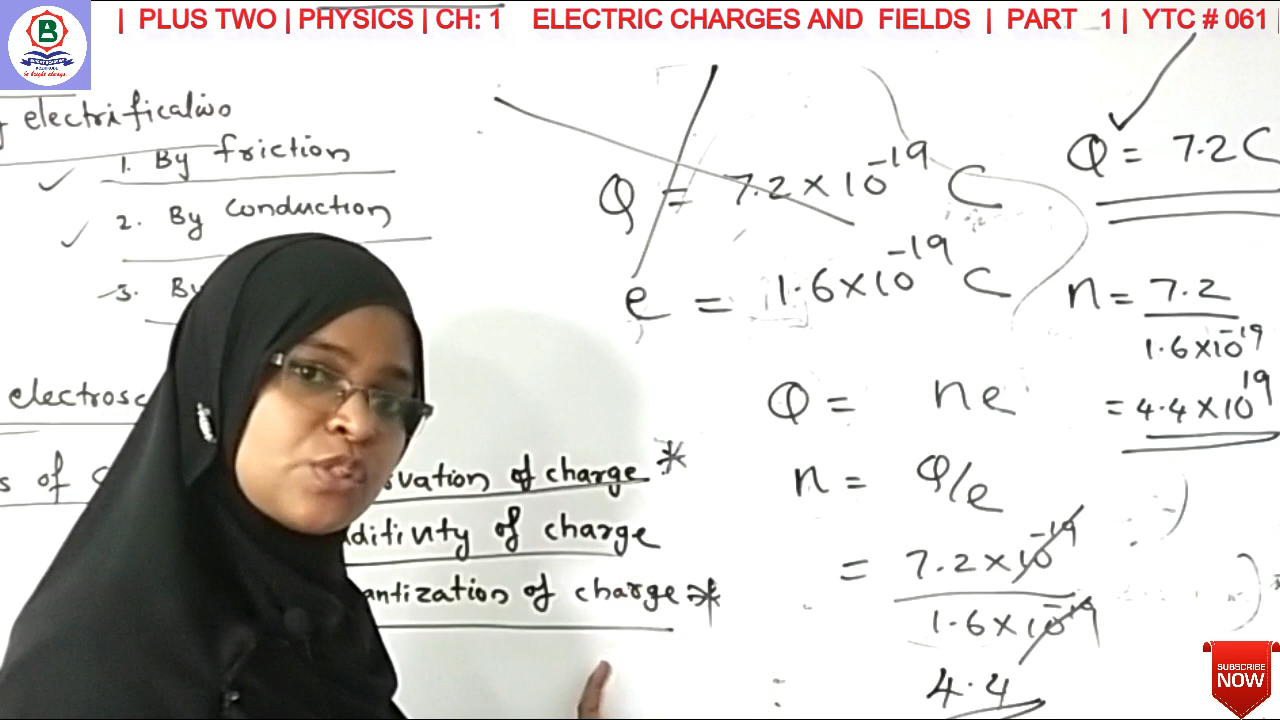 | PLUS TWO | PHYSICS | CH: 1 ELECTRIC CHARGES AND FIELDS | PART 1 | YTC # 061 |
B
electrification
1. By friction
2. By conduction
3. By
electrosc
s of
vation of charge *
ditivity of charge
antization of charge *
Q = 7.2 × 10⁻¹⁹ C
e = 1.6×10⁻¹⁹ C
Q = ne
n = Q/e
= 7.2×10⁻¹⁹
1.6×10⁻¹⁹
: 4.4
Q = 7.2 C
n = 7.2
1.6×10⁻¹⁹
= 4.4×10¹⁹
SUBSCRIBE
NOW